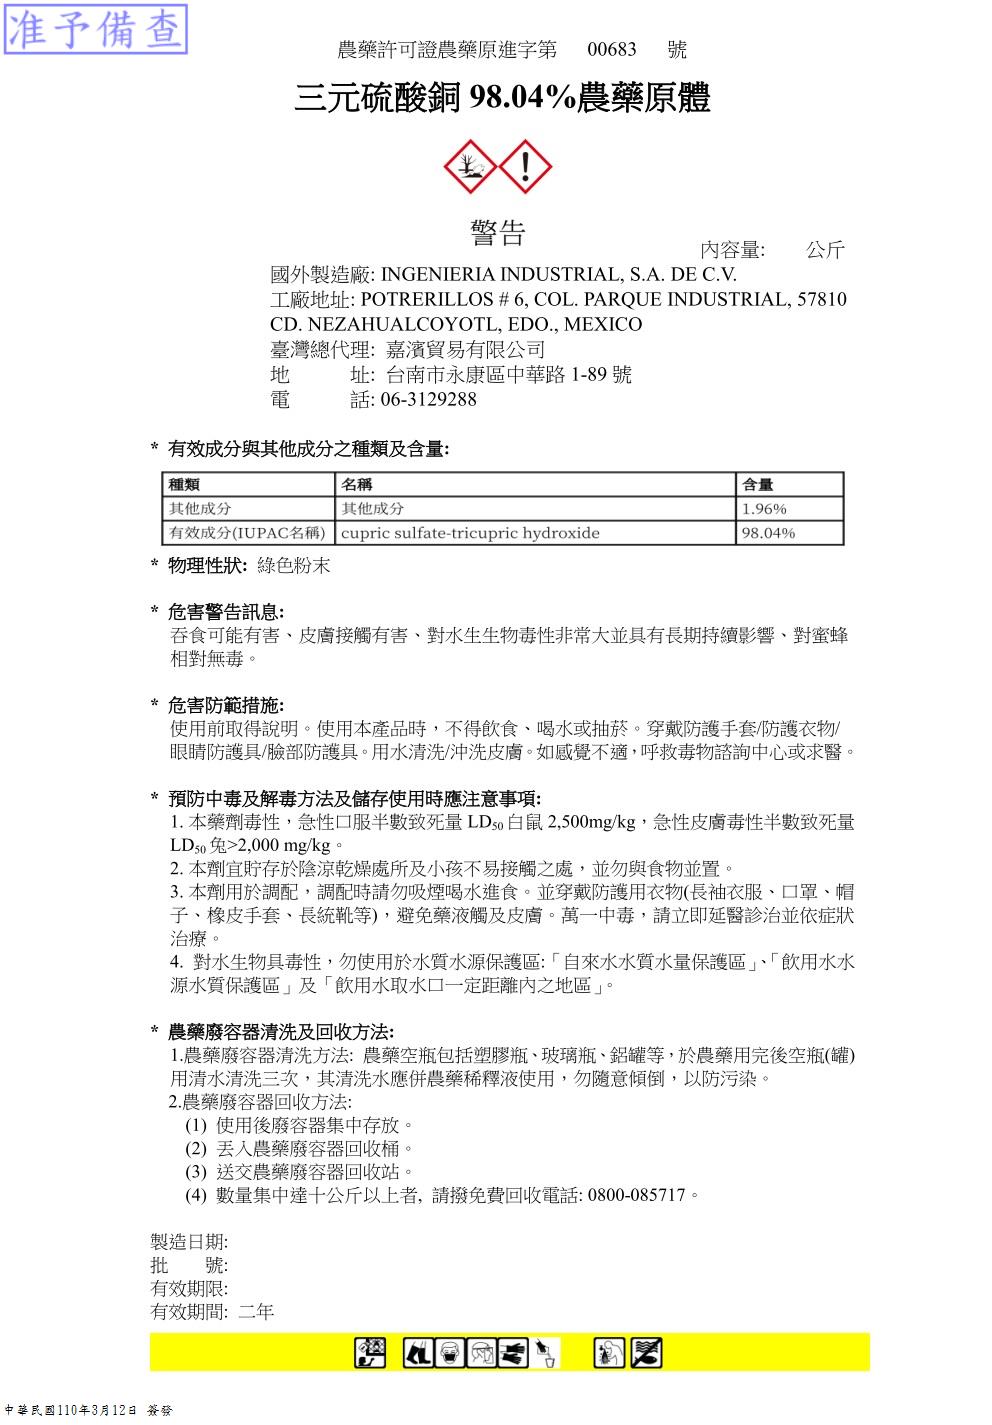 准予備查
農藥許可證農藥原進字第 00683 號
三元硫酸銅 98.04%農藥原體
警告
內容量: 公斤
國外製造廠: INGENIERIA INDUSTRIAL, S.A. DE C.V.
工廠地址: POTRERILLOS # 6, COL. PARQUE INDUSTRIAL, 57810
CD. NEZAHUALCOYOTL, EDO., MEXICO
臺灣總代理: 嘉濱貿易有限公司
地 址: 台南市永康區中華路 1-89 號
電 話: 06-3129288
* 有效成分與其他成分之種類及含量:
種類 名稱 含量
其他成分 其他成分 1.96%
有效成分(IUPAC名稱) cupric sulfate-tricupric hydroxide 98.04%
* 物理性狀: 綠色粉末
* 危害警告訊息:
吞食可能有害、皮膚接觸有害、對水生生物毒性非常大並具有長期持續影響、對蜜蜂
相對無毒。
* 危害防範措施:
使用前取得說明。使用本產品時，不得飲食、喝水或抽菸。穿戴防護手套/防護衣物/
眼睛防護具/臉部防護具。用水清洗/沖洗皮膚。如感覺不適，呼救毒物諮詢中心或求醫。
* 預防中毒及解毒方法及儲存使用時應注意事項:
1. 本藥劑毒性，急性口服半數致死量 LD50 白鼠 2,500mg/kg，急性皮膚毒性半數致死量
LD50 兔>2,000 mg/kg。
2. 本劑宜貯存於陰涼乾燥處所及小孩不易接觸之處，並勿與食物並置。
3. 本劑用於調配，調配時請勿吸煙喝水進食。並穿戴防護用衣物(長袖衣服、口罩、帽
子、橡皮手套、長統靴等)，避免藥液觸及皮膚。萬一中毒，請立即延醫診治並依症狀
治療。
4. 對水生物具毒性，勿使用於水質水源保護區:「自來水水質水量保護區」、「飲用水水
源水質保護區」及「飲用水取水口一定距離內之地區」。
* 農藥廢容器清洗及回收方法:
1.農藥廢容器清洗方法: 農藥空瓶包括塑膠瓶、玻璃瓶、鋁罐等，於農藥用完後空瓶(罐)
用清水清洗三次，其清洗水應併農藥稀釋液使用，勿隨意傾倒，以防污染。
2.農藥廢容器回收方法:
(1) 使用後廢容器集中存放。
(2) 丟入農藥廢容器回收桶。
(3) 送交農藥廢容器回收站。
(4) 數量集中達十公斤以上者, 請撥免費回收電話: 0800-085717。
製造日期:
批 號:
有效期限:
有效期間: 二年
中華民國110年3月12日 簽發